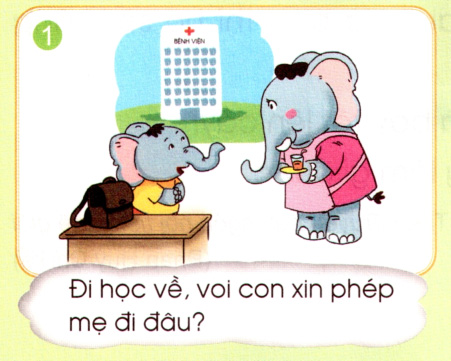 1
BỆNH VIỆN
Đi học về, voi con xin phép
mẹ đi đâu?